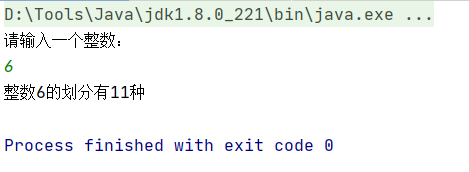 D:\Tools\Java\jdk1.8.0_221\bin\java.exe ...
请输入一个整数：
6
整数6的划分有11种
Process finished with exit code 0